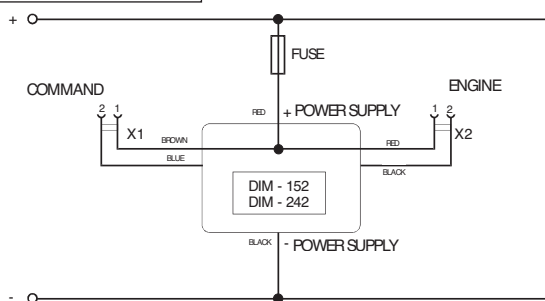 +
FUSE
COMMAND
ENGINE
2 1
RED
+ POWER SUPPLY
1 2
X1
X2
BROWN
RED
BLUE
BLACK
DIM - 152
DIM - 242
BLACK
- POWER SUPPLY
-